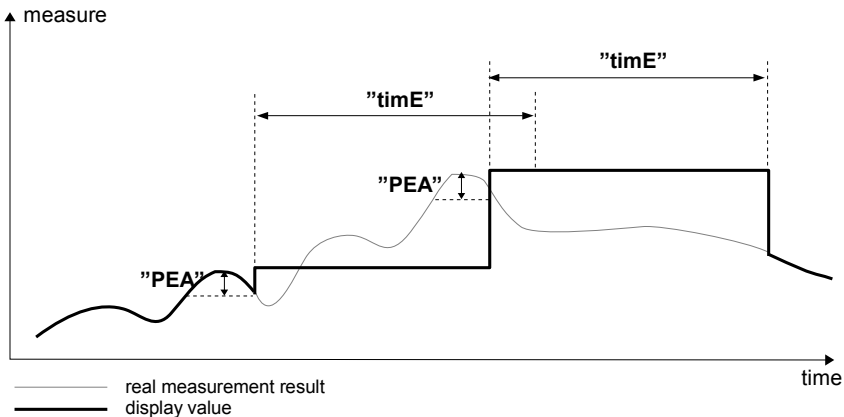 measure
”timE”
”timE”
”PEA”
”PEA”
time
real measurement result
display value